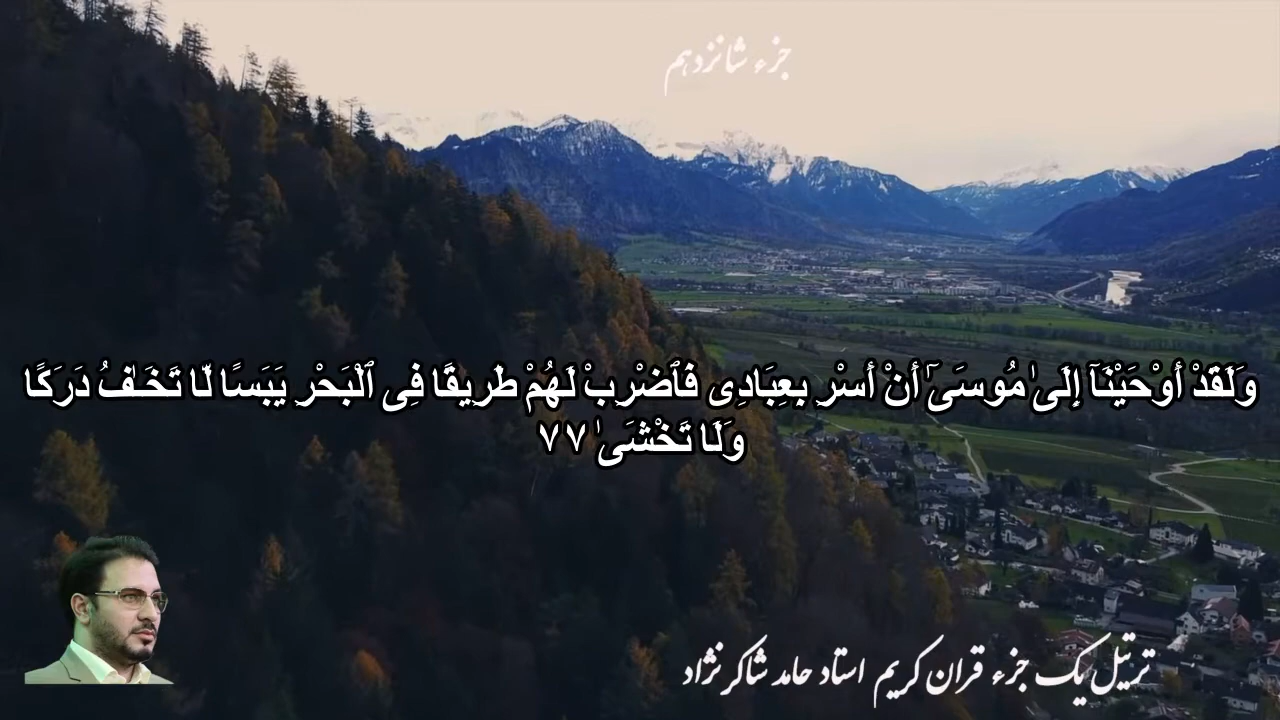 جزء شانزدهم
وَلَقَدْ أَوْحَيْنَآ إِلَىٰ مُوسَىٰٓ أَنْ أَسْرِ بِعِبَادِى فَٱضْرِبْ لَهُمْ طَرِيقًا فِى ٱلْبَحْرِ يَبَسًا لَّا تَخَـٰفُ دَرَكًا
وَلَا تَخْشَىٰ ٧٧
ترتیل یک جزء قران کریم استاد حامد شاکرنژاد